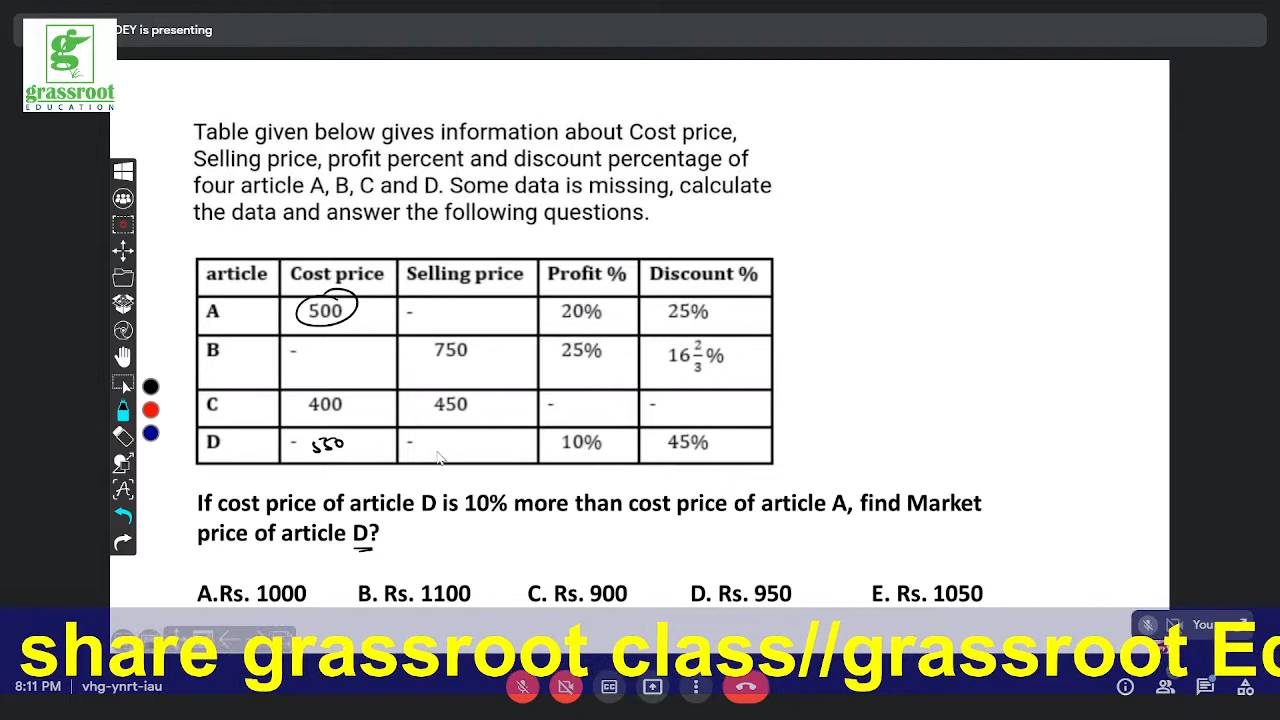 DEY is presenting
g
grassroot
EDUCATION
Table given below gives information about Cost price,
Selling price, profit percent and discount percentage of
four article A, B, C and D. Some data is missing, calculate
the data and answer the following questions.
article Cost price Selling price Profit % Discount %
A 500 - 20% 25%
B - 750 25% 16 2/3 %
C 400 450 - -
D - 550 - 10% 45%
If cost price of article D is 10% more than cost price of article A, find Market
price of article D?
A.Rs. 1000 B. Rs. 1100 C. Rs. 900 D. Rs. 950 E. Rs. 1050
You
share grassroot class//grassroot Ed
8:11 PM vhg-ynrt-iau